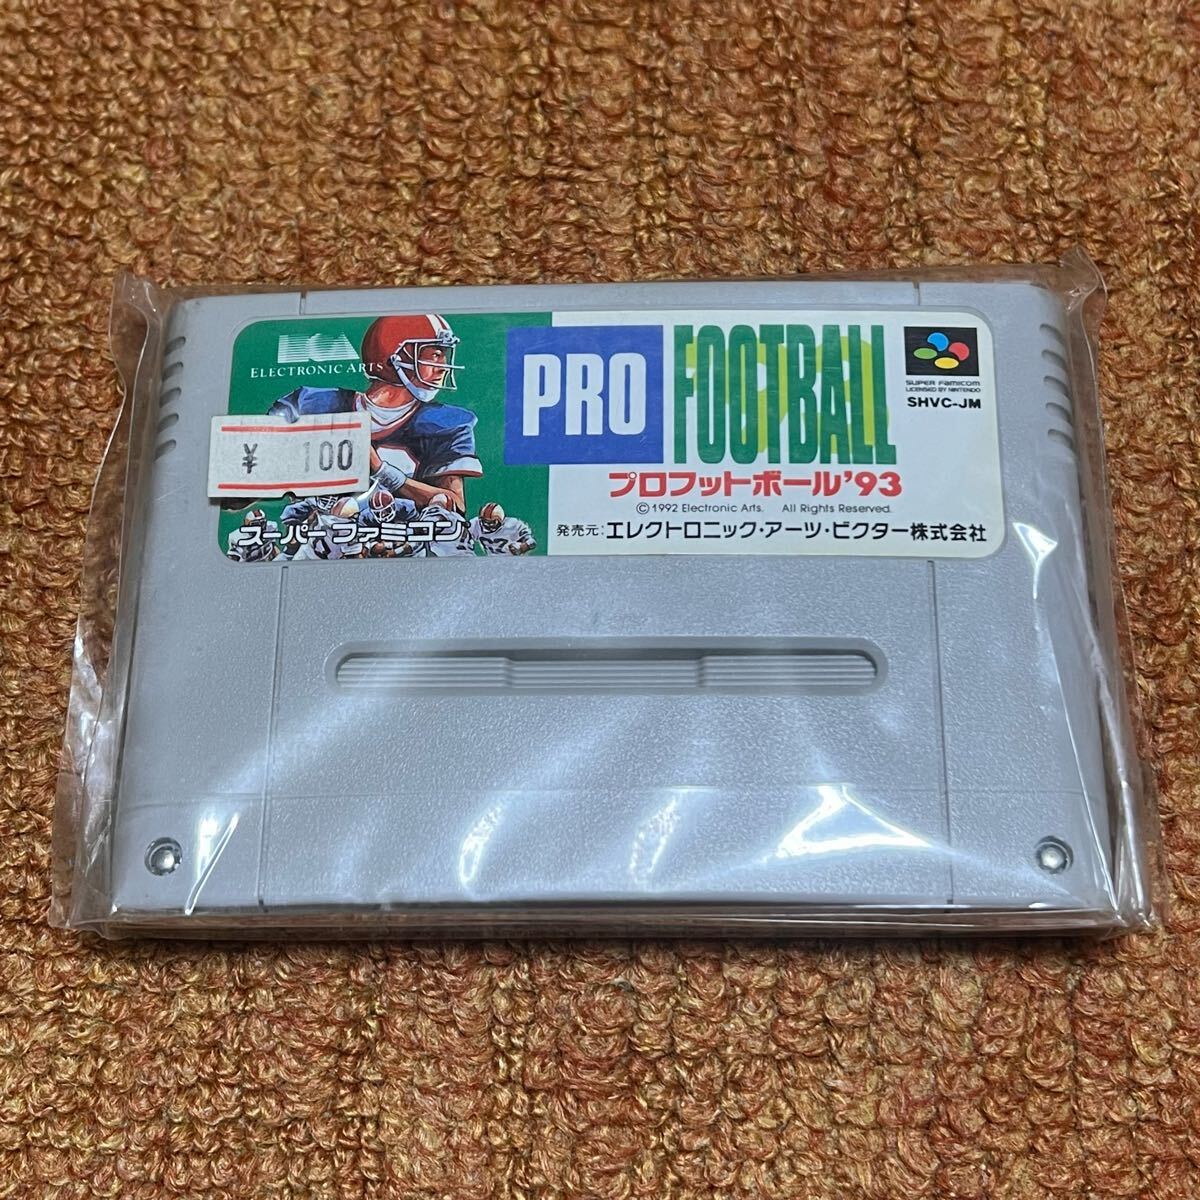 ELECTRONIC ARTS
¥ 100
スーパーファミコン
PRO
FOOTBALL
プロフットボール'93
©1992 Electronic Arts. All Rights Reserved.
発売元:エレクトロニック・アーツ・ビクター株式会社
SUPER FAMICOM
LICENSED BY NINTENDO
SHVC-JM